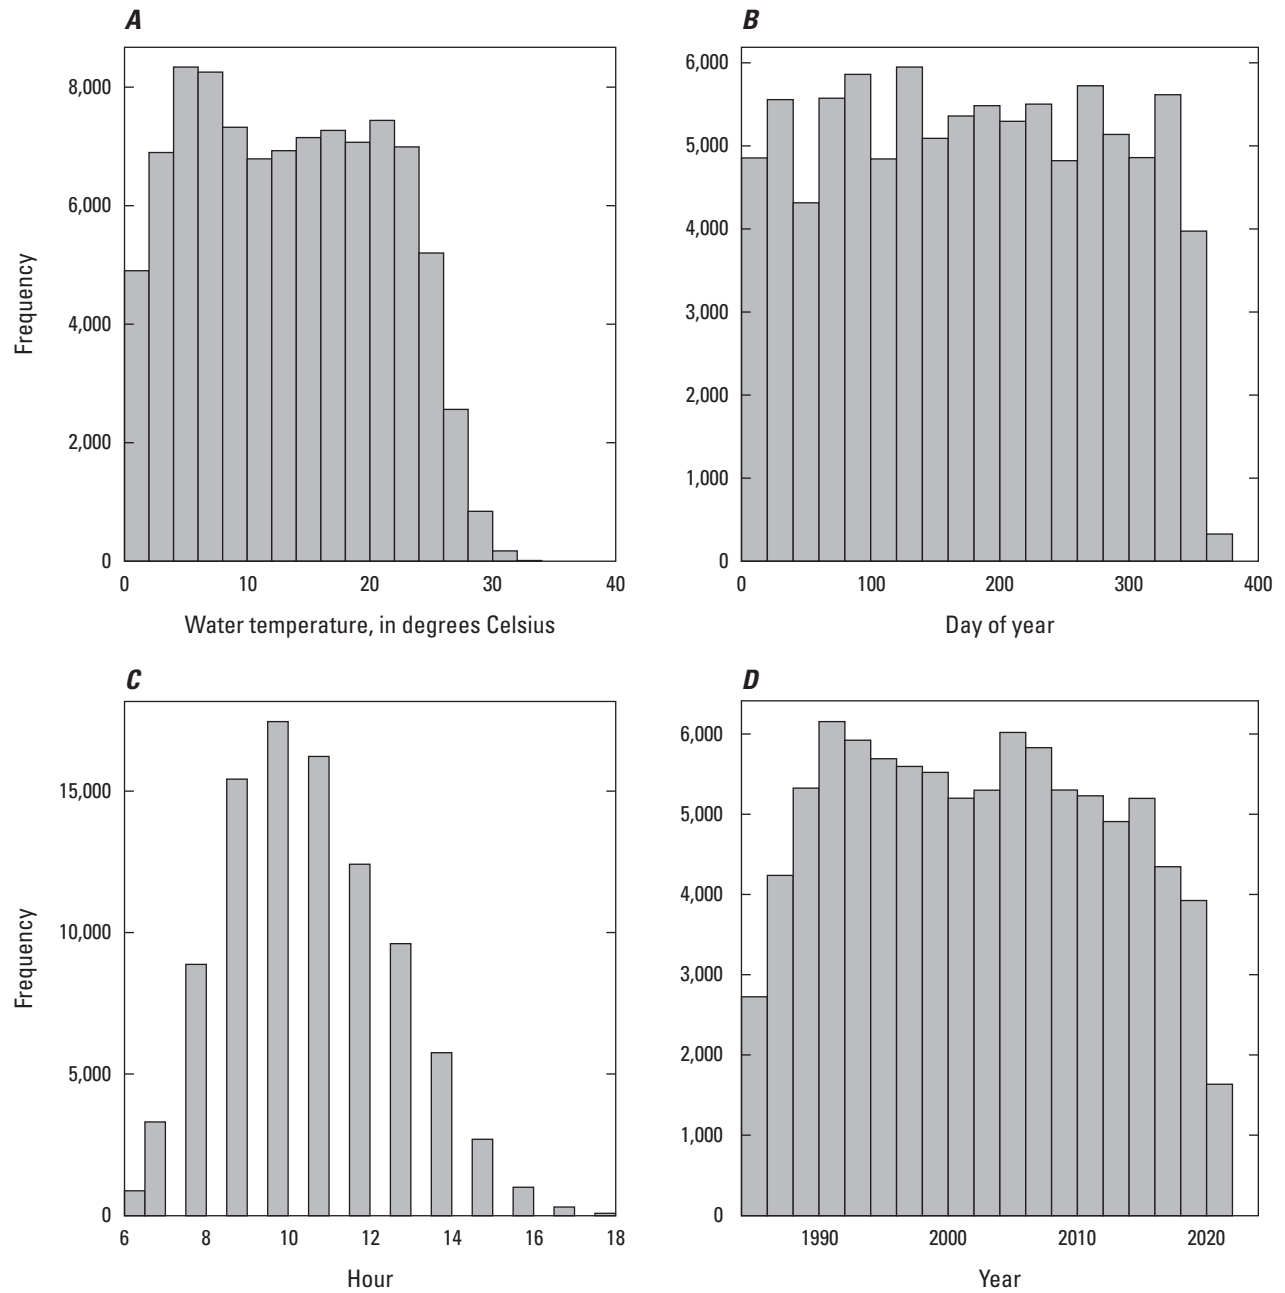 A
8,000
6,000
4,000
2,000
0
Frequency
0 10 20 30 40
Water temperature, in degrees Celsius
B
6,000
5,000
4,000
3,000
2,000
1,000
0
0 100 200 300 400
Day of year
C
15,000
10,000
5,000
0
Frequency
6 8 10 12 14 16 18
Hour
D
6,000
5,000
4,000
3,000
2,000
1,000
0
1990 2000 2010 2020
Year